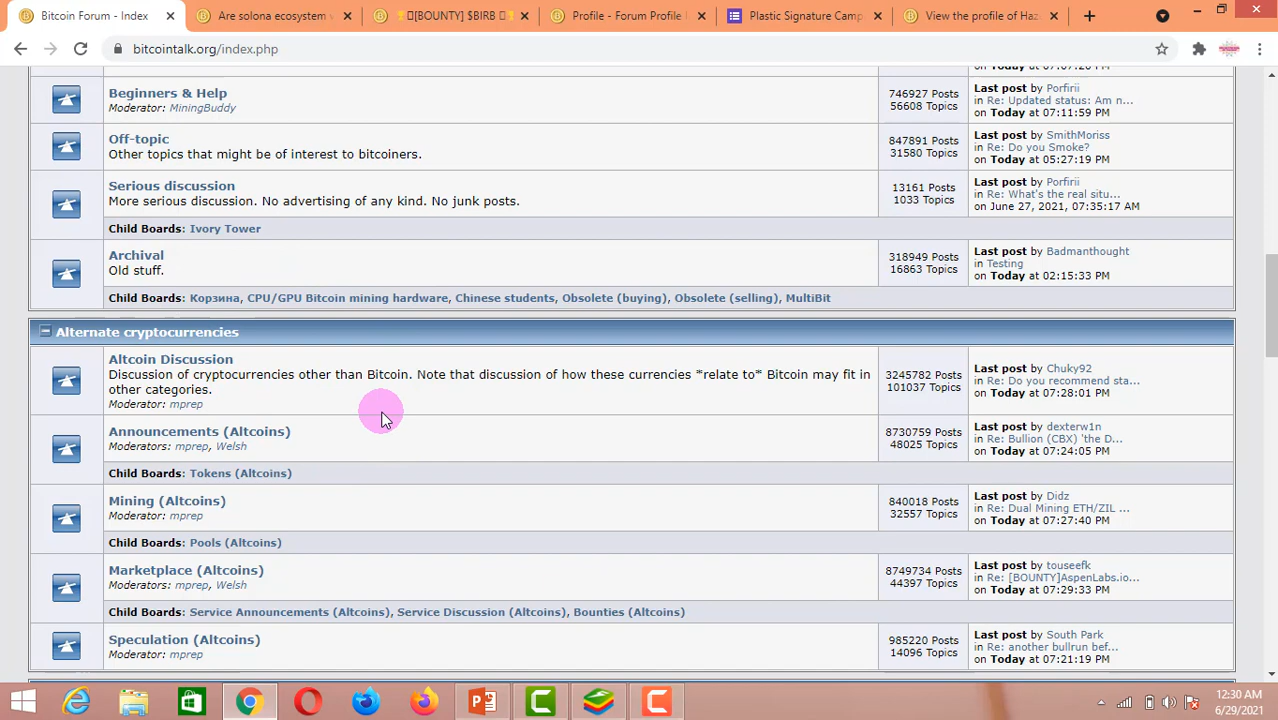 Bitcoin Forum - Index
Are solona ecosystem
[BOUNTY] $BIRB
Profile - Forum Profile
Plastic Signature Camp
View the profile of Haz
bitcointalk.org/index.php
Beginners & Help
Moderator: MiningBuddy
746927 Posts
56608 Topics
Last post by Porfirii
in Re: Updated status: Am n...
on Today at 07:11:59 PM
Off-topic
Other topics that might be of interest to bitcoiners.
847891 Posts
31580 Topics
Last post by SmithMoriss
in Re: Do you Smoke?
on Today at 05:27:19 PM
Serious discussion
More serious discussion. No advertising of any kind. No junk posts.
13161 Posts
1033 Topics
Last post by Porfirii
in Re: What's the real situ...
on June 27, 2021, 07:35:17 AM
Child Boards: Ivory Tower
Archival
Old stuff.
318949 Posts
16863 Topics
Last post by Badmanthought
in Testing
on Today at 02:15:33 PM
Child Boards: Корзина, CPU/GPU Bitcoin mining hardware, Chinese students, Obsolete (buying), Obsolete (selling), MultiBit
Alternate cryptocurrencies
Altcoin Discussion
Discussion of cryptocurrencies other than Bitcoin. Note that discussion of how these currencies *relate to* Bitcoin may fit in
other categories.
Moderator: mprep
3245782 Posts
101037 Topics
Last post by Chuky92
in Re: Do you recommend sta...
on Today at 07:28:01 PM
Announcements (Altcoins)
Moderators: mprep, Welsh
8730759 Posts
48025 Topics
Last post by dexterw1n
in Re: Bullion (CBX) 'the D...
on Today at 07:24:05 PM
Child Boards: Tokens (Altcoins)
Mining (Altcoins)
Moderator: mprep
840018 Posts
32557 Topics
Last post by Didz
in Re: Dual Mining ETH/ZIL ...
on Today at 07:27:40 PM
Child Boards: Pools (Altcoins)
Marketplace (Altcoins)
Moderators: mprep, Welsh
8749734 Posts
44397 Topics
Last post by touseefk
in Re: [BOUNTY]AspenLabs.io...
on Today at 07:29:33 PM
Child Boards: Service Announcements (Altcoins), Service Discussion (Altcoins), Bounties (Altcoins)
Speculation (Altcoins)
Moderator: mprep
985220 Posts
14096 Topics
Last post by South Park
in Re: another bullrun bef...
on Today at 07:21:19 PM
12:30 AM
6/29/2021